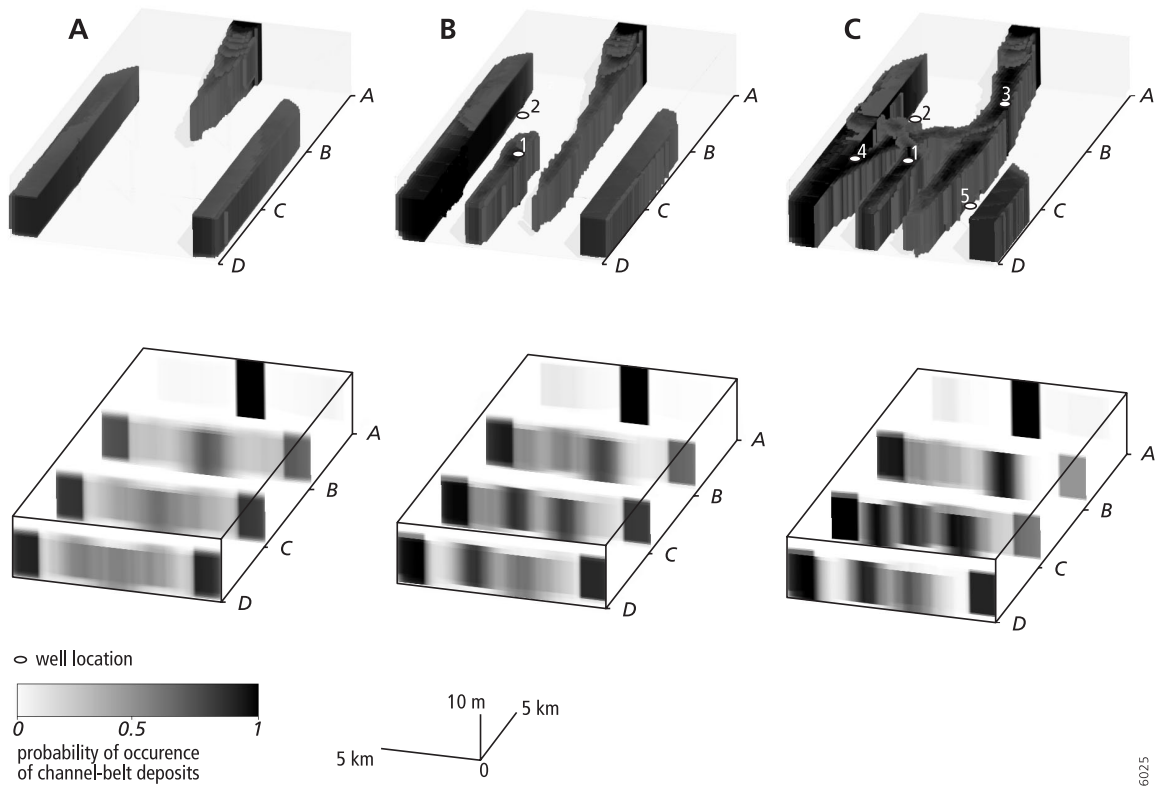 A B C
A
B
C
D
2
1
A
B
C
D
3
2
4
1
5
C
D
A
B
C
D
A
B
C
D
A
B
C
D
well location
0 0.5 1
probability of occurence
of channel-belt deposits
10 m
5 km
5 km
0
6025